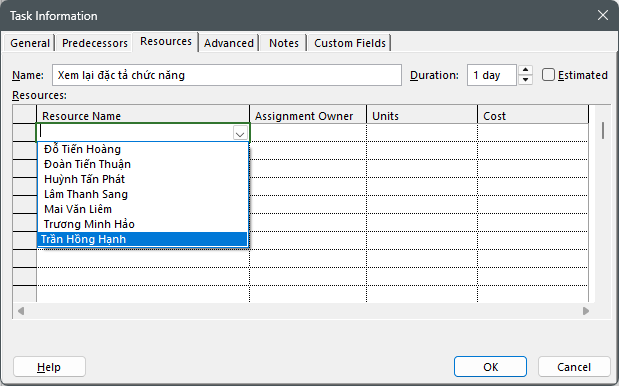 Task Information
General Predecessors Resources Advanced Notes Custom Fields
Name: Xem lại đặc tả chức năng Duration: 1 day Estimated
Resources:
Resource Name Assignment Owner Units Cost
Đỗ Tiến Hoàng
Đoàn Tiến Thuận
Huỳnh Tấn Phát
Lâm Thanh Sang
Mai Văn Liêm
Trương Minh Hảo
Trần Hồng Hạnh
Help OK Cancel